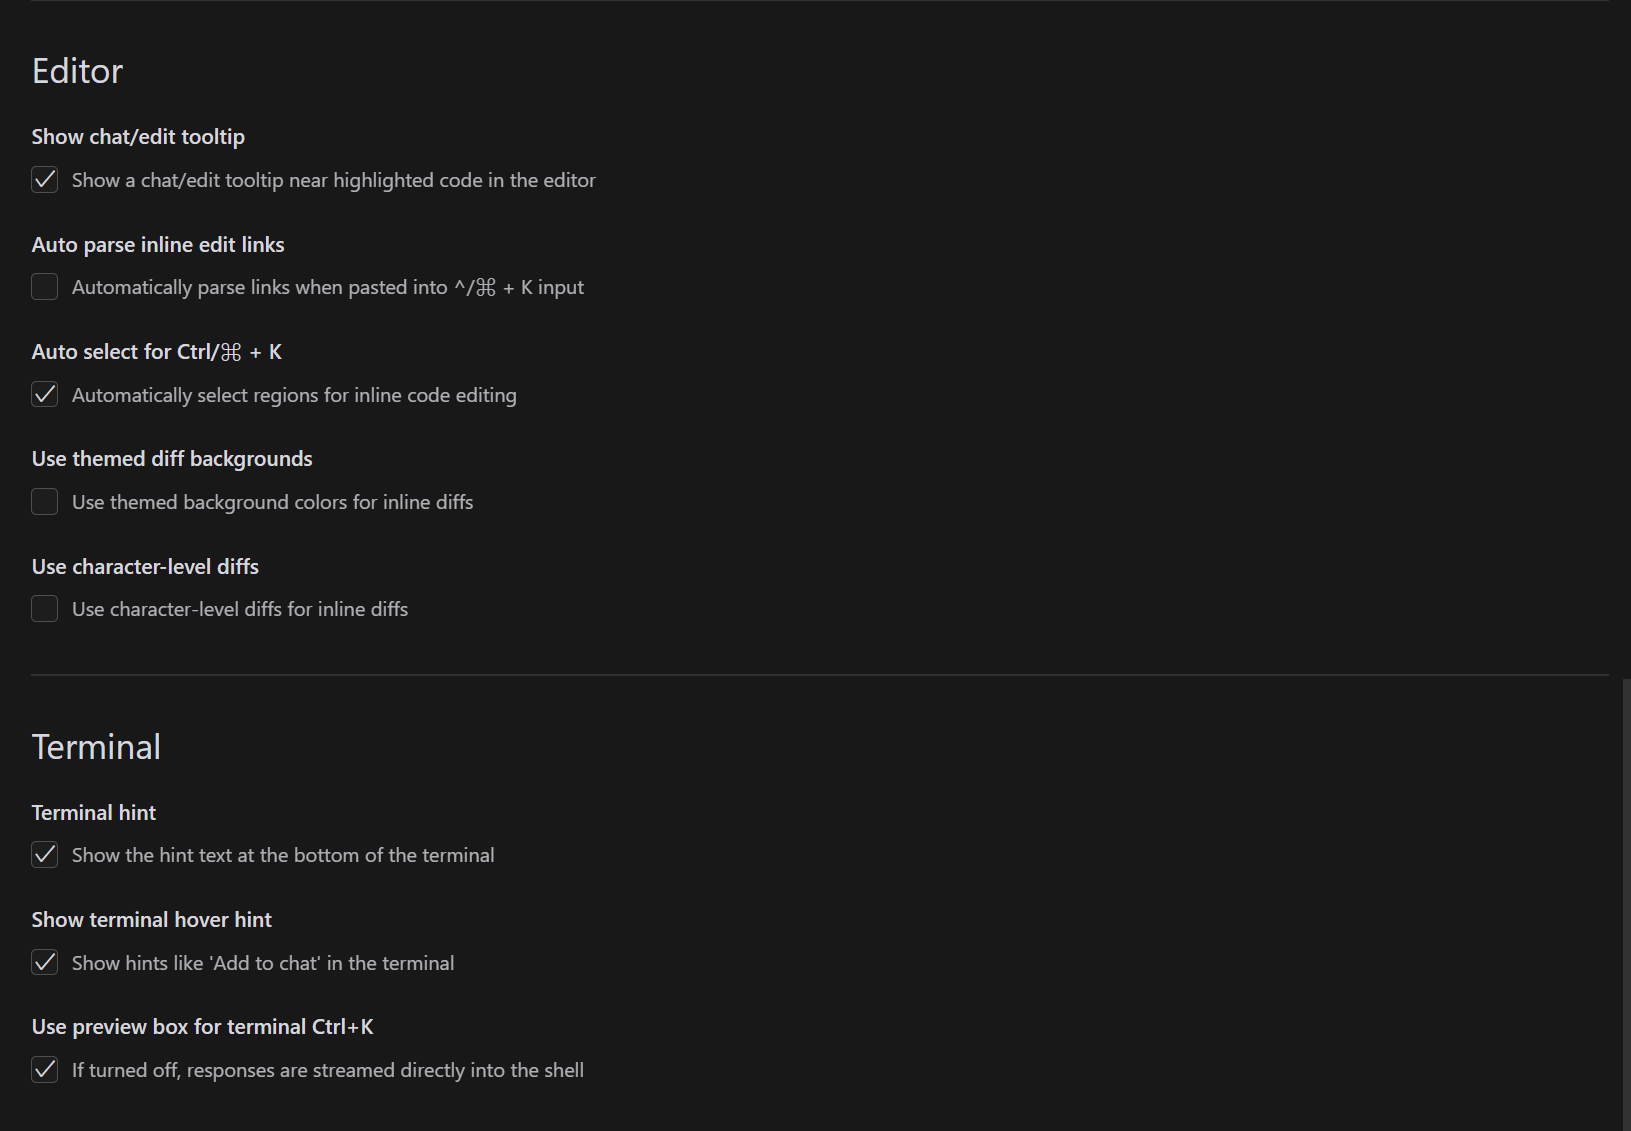 Editor
Show chat/edit tooltip
Show a chat/edit tooltip near highlighted code in the editor
Auto parse inline edit links
Automatically parse links when pasted into ^/⌘ + K input
Auto select for Ctrl/⌘ + K
Automatically select regions for inline code editing
Use themed diff backgrounds
Use themed background colors for inline diffs
Use character-level diffs
Use character-level diffs for inline diffs
Terminal
Terminal hint
Show the hint text at the bottom of the terminal
Show terminal hover hint
Show hints like 'Add to chat' in the terminal
Use preview box for terminal Ctrl+K
If turned off, responses are streamed directly into the shell